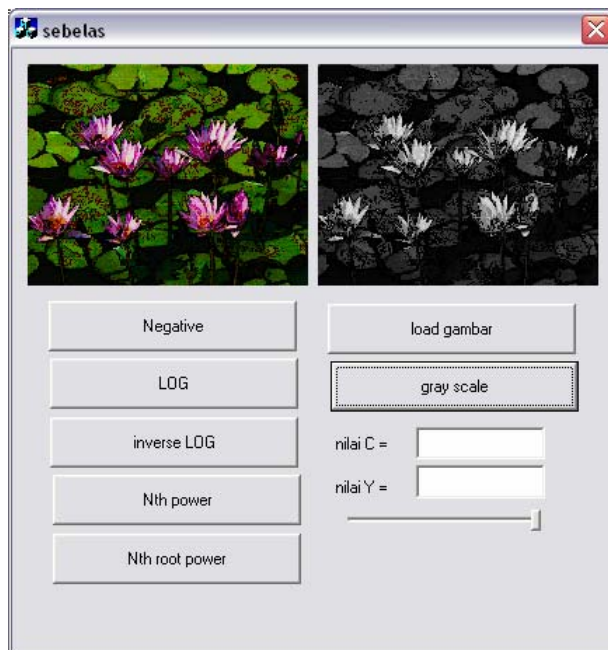 sebelas
Negative
load gambar
LOG
gray scale
inverse LOG
nilai C =
Nth power
nilai Y =
Nth root power